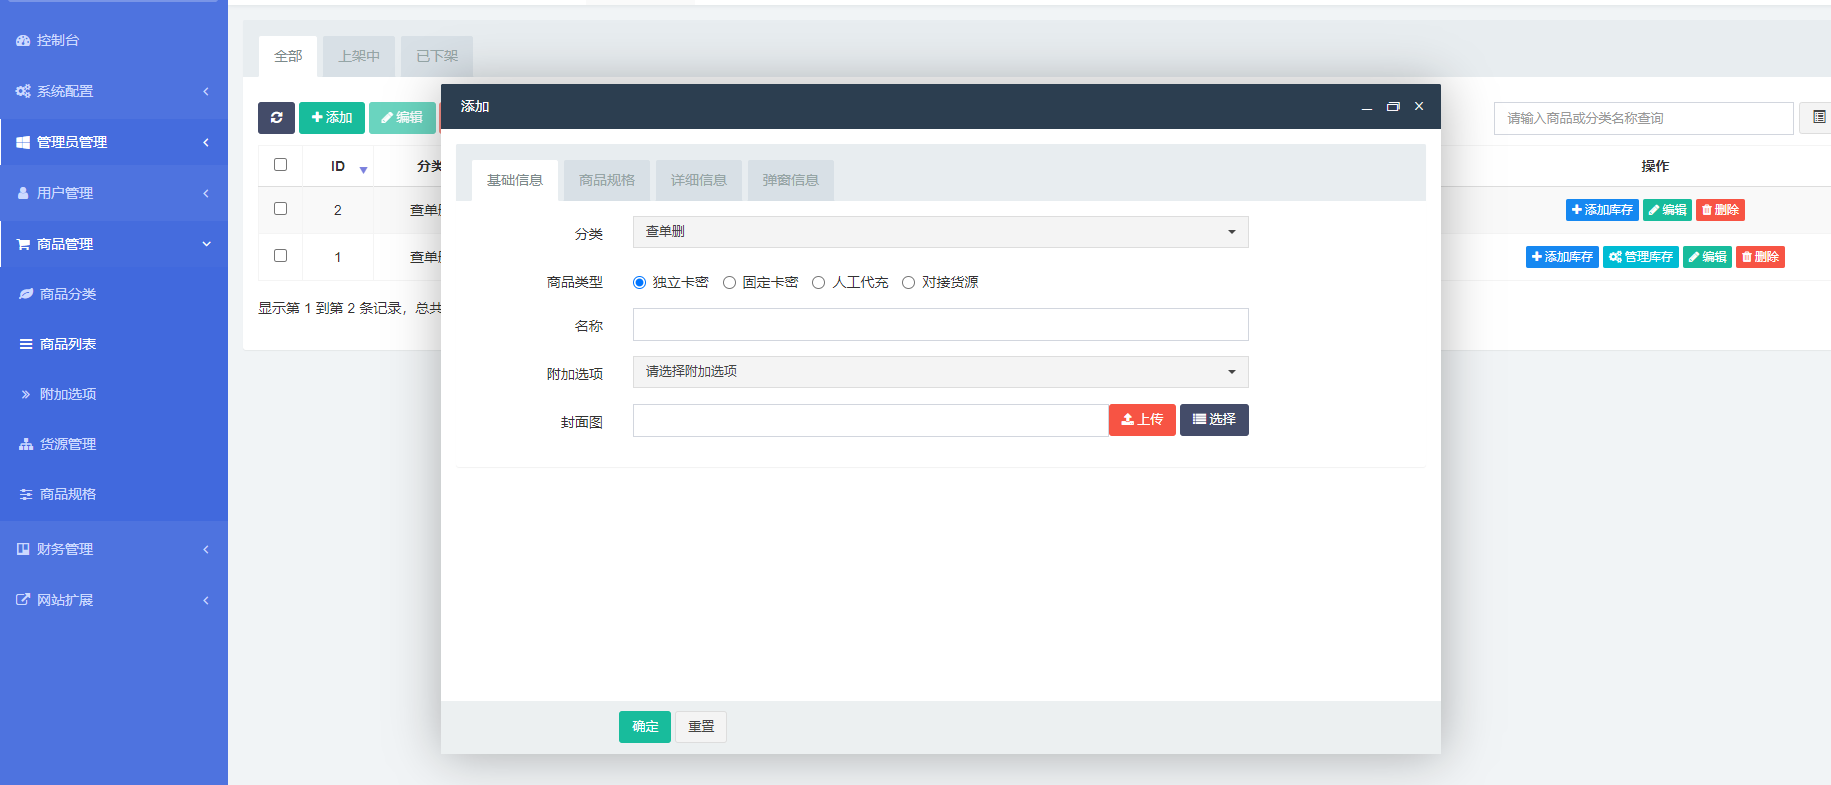 控制台
系统配置
管理员管理
用户管理
商品管理
商品分类
商品列表
附加选项
货源管理
商品规格
财务管理
网站扩展
全部 上架中 已下架
添加 编辑
请输入商品或分类名称查询
ID 分类 操作
2 查单 添加库存 编辑 删除
1 查单 添加库存 管理库存 编辑 删除
显示第 1 到第 2 条记录，总共
添加
基础信息 商品规格 详细信息 弹窗信息
分类 查单删
商品类型 独立卡密 固定卡密 人工代充 对接货源
名称
附加选项 请选择附加选项
封面图 上传 选择
确定 重置